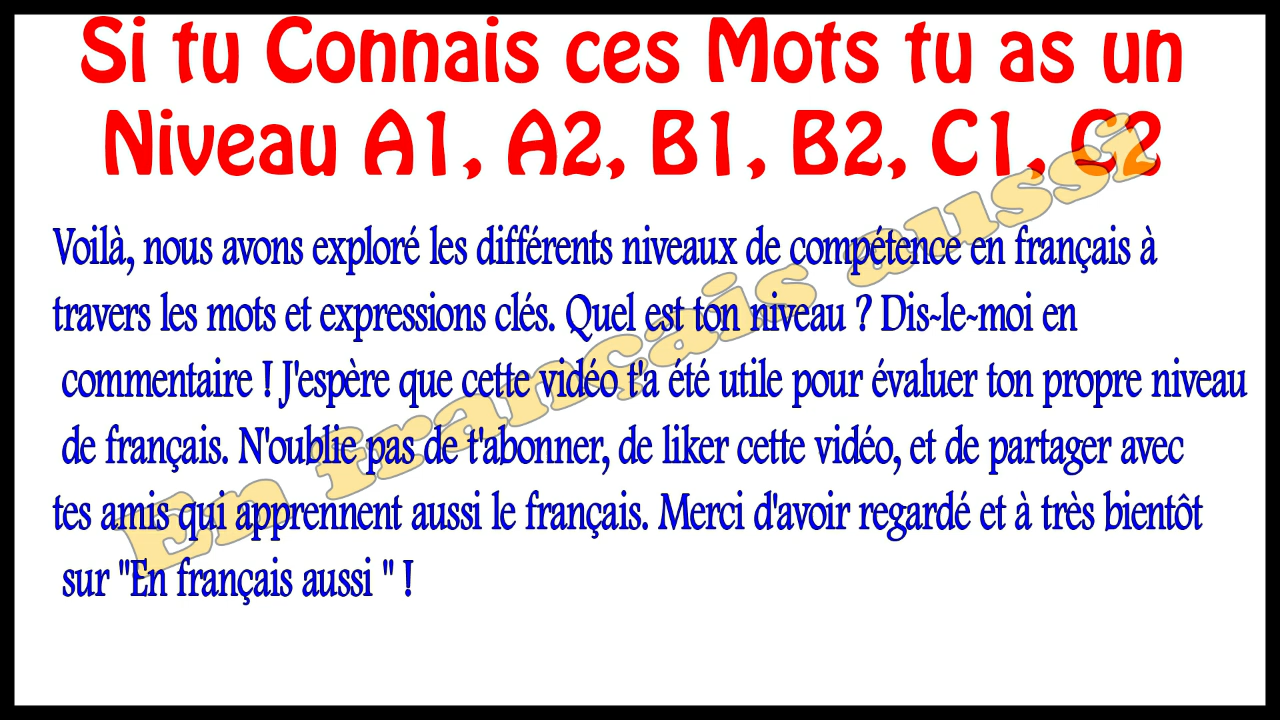 Si tu Connais ces Mots tu as un
Niveau A1, A2, B1, B2, C1, C2
Voilà, nous avons exploré les différents niveaux de compétence en français à
travers les mots et expressions clés. Quel est ton niveau ? Dis-le-moi en
commentaire ! J'espère que cette vidéo t'a été utile pour évaluer ton propre niveau
de français. N'oublie pas de t'abonner, de liker cette vidéo, et de partager avec
tes amis qui apprennent aussi le français. Merci d'avoir regardé et à très bientôt
sur "En français aussi " !
En français aussi